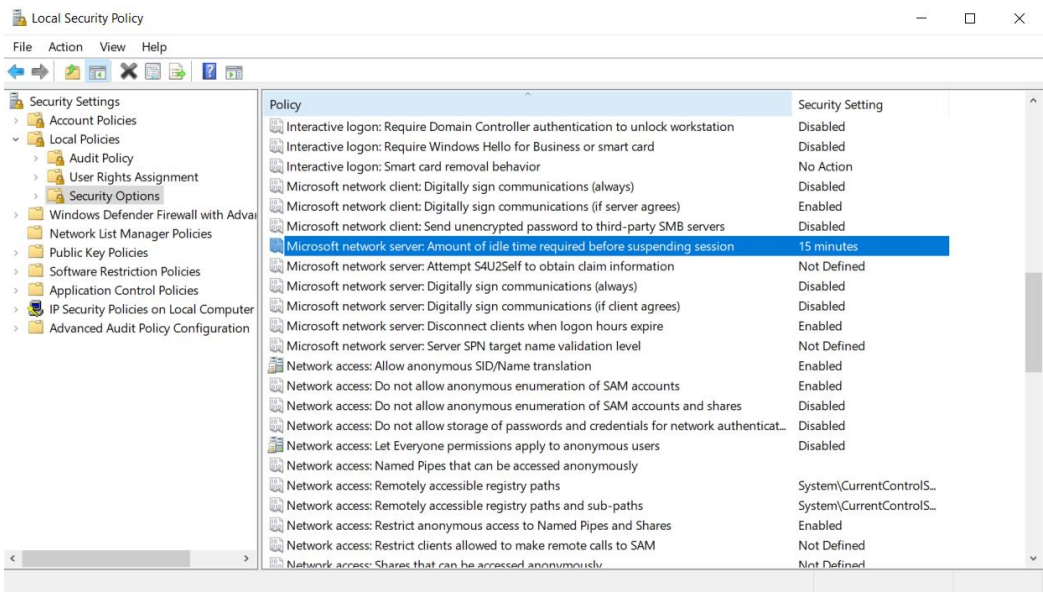 Local Security Policy
File Action View Help
Security Settings
Account Policies
Local Policies
Audit Policy
User Rights Assignment
Security Options
Windows Defender Firewall with Advan
Network List Manager Policies
Public Key Policies
Software Restriction Policies
Application Control Policies
IP Security Policies on Local Computer
Advanced Audit Policy Configuration
Policy Security Setting
Interactive logon: Require Domain Controller authentication to unlock workstation Disabled
Interactive logon: Require Windows Hello for Business or smart card Disabled
Interactive logon: Smart card removal behavior No Action
Microsoft network client: Digitally sign communications (always) Disabled
Microsoft network client: Digitally sign communications (if server agrees) Enabled
Microsoft network client: Send unencrypted password to third-party SMB servers Disabled
Microsoft network server: Amount of idle time required before suspending session 15 minutes
Microsoft network server: Attempt S4U2Self to obtain claim information Not Defined
Microsoft network server: Digitally sign communications (always) Disabled
Microsoft network server: Digitally sign communications (if client agrees) Disabled
Microsoft network server: Disconnect clients when logon hours expire Enabled
Microsoft network server: Server SPN target name validation level Not Defined
Network access: Allow anonymous SID/Name translation Enabled
Network access: Do not allow anonymous enumeration of SAM accounts Enabled
Network access: Do not allow anonymous enumeration of SAM accounts and shares Disabled
Network access: Do not allow storage of passwords and credentials for network authenticat... Disabled
Network access: Let Everyone permissions apply to anonymous users Disabled
Network access: Named Pipes that can be accessed anonymously
Network access: Remotely accessible registry paths System\CurrentControlS...
Network access: Remotely accessible registry paths and sub-paths System\CurrentControlS...
Network access: Restrict anonymous access to Named Pipes and Shares Enabled
Network access: Restrict clients allowed to make remote calls to SAM Not Defined
Network access: Shares that can be accessed anonymously Not Defined